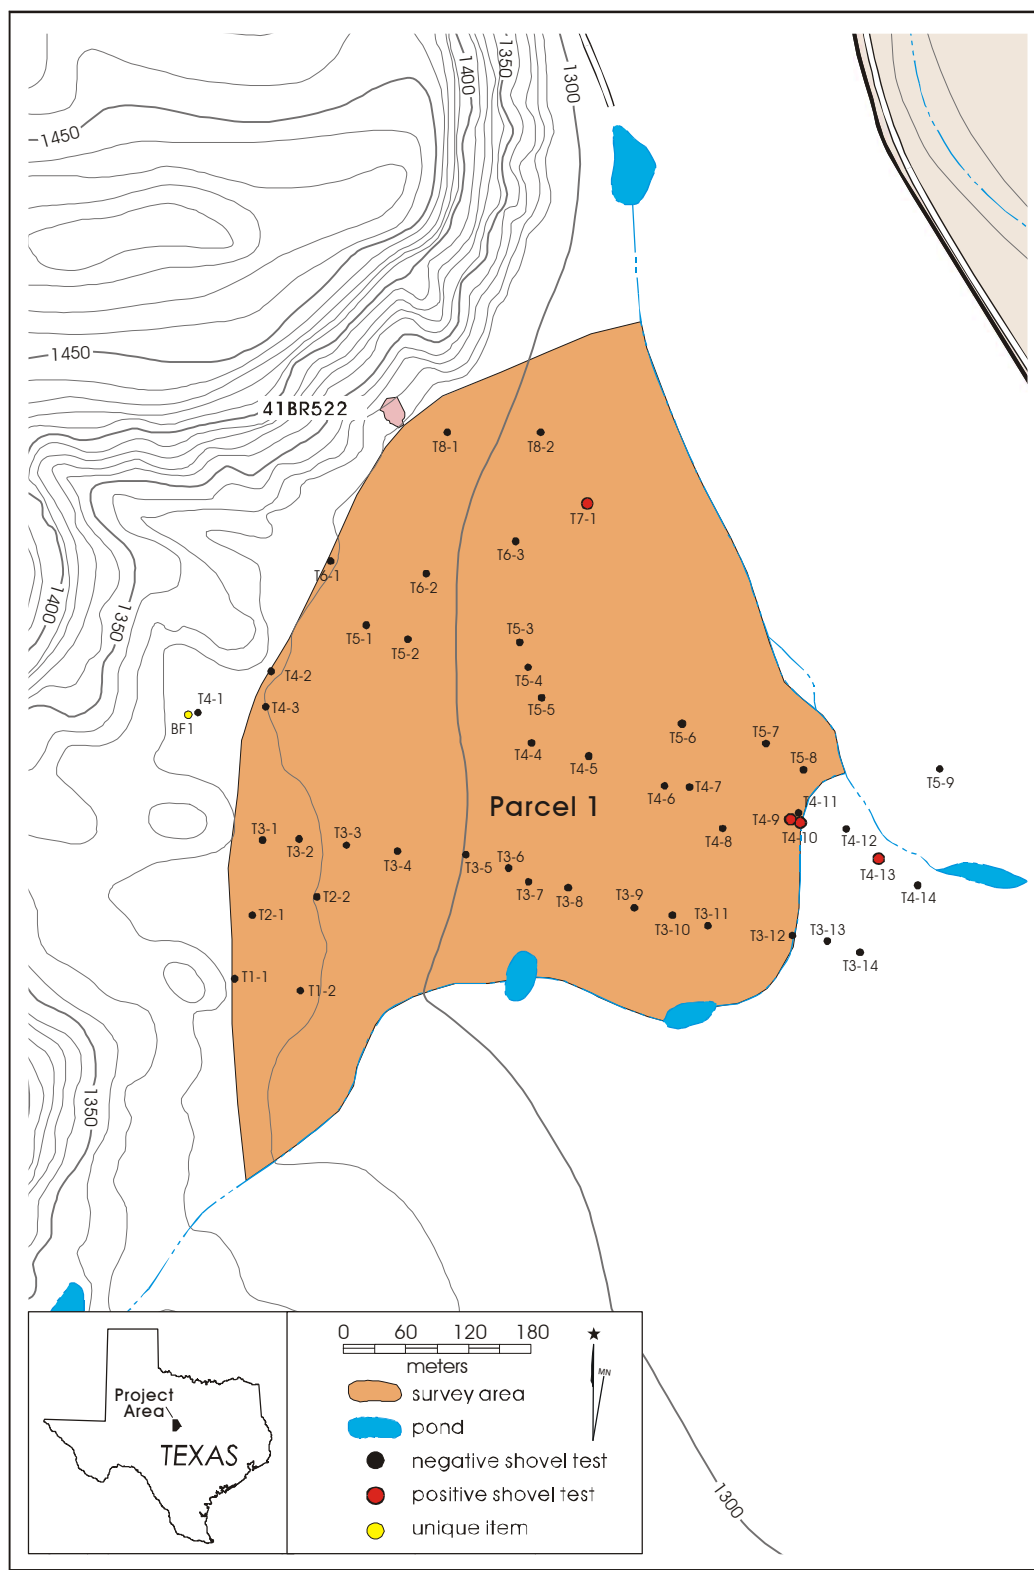 1350
1400
1300
1450
1450
41BR522
T8-1
T8-2
T7-1
T6-3
T6-1
T6-2
1400
1350
T5-1
T5-2
T5-3
T4-2
T5-4
T4-1
T4-3
T5-5
BF1
T5-6
T5-7
T4-4
T4-5
T5-8
T5-9
T4-6
T4-7
Parcel 1
T4-11
T4-9
T4-10
T4-8
T4-12
T3-1
T3-2
T3-3
T3-4
T3-5
T3-6
T4-13
T3-7
T3-8
T4-14
T2-2
T2-1
T3-9
T3-10
T3-11
T3-12
T3-13
T3-14
T1-1
T1-2
1350
1300
Project
Area
TEXAS
0 60 120 180
meters
MN
survey area
pond
negative shovel test
positive shovel test
unique item